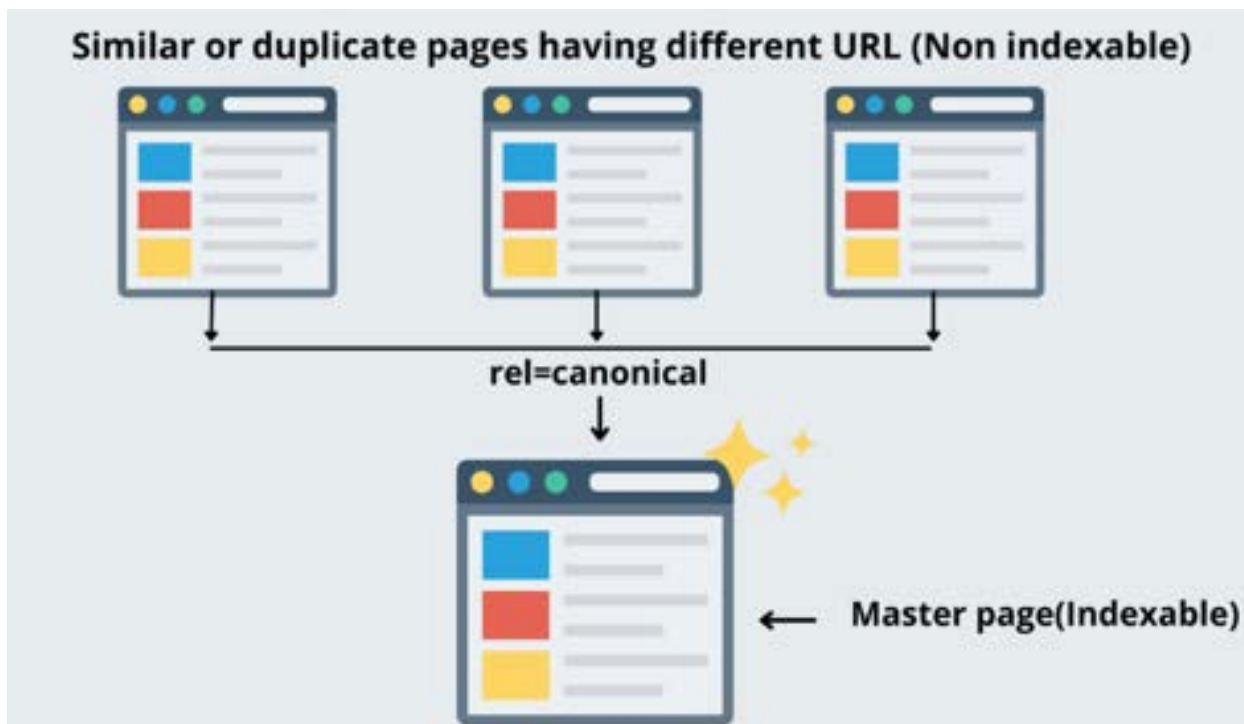 Similar or duplicate pages having different URL (Non indexable)
rel=canonical
Master page(Indexable)